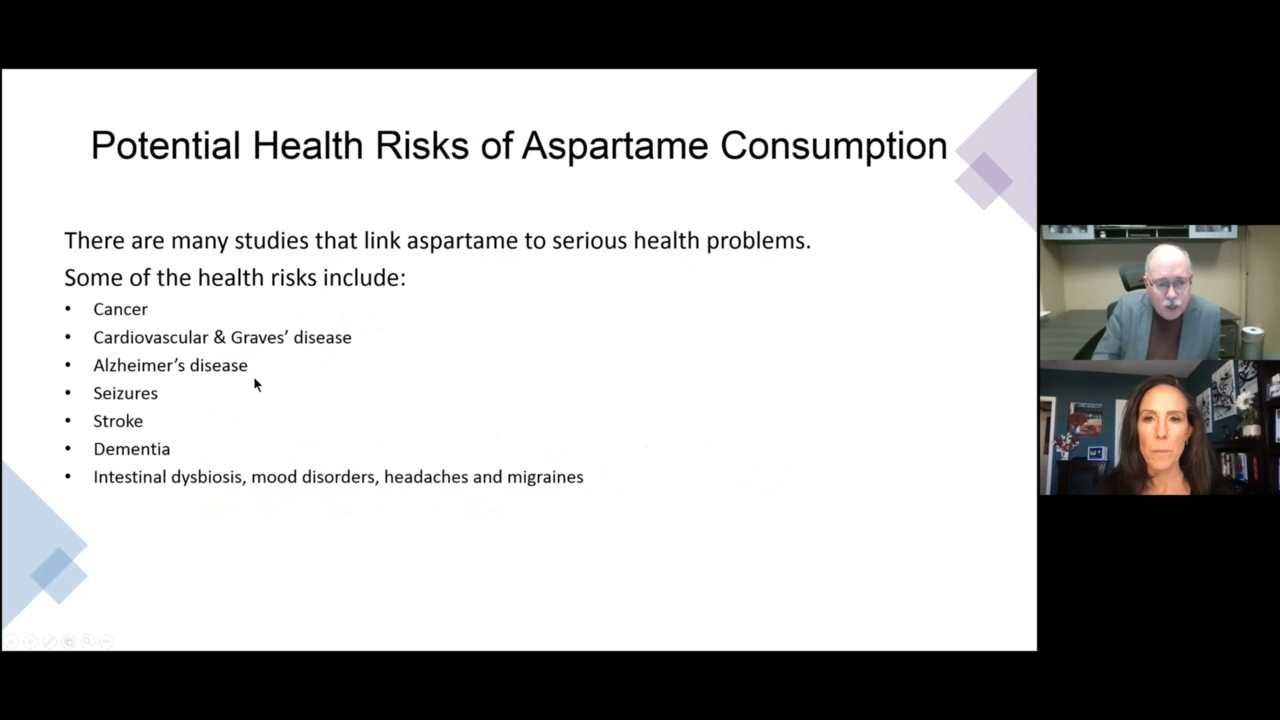 Potential Health Risks of Aspartame Consumption
There are many studies that link aspartame to serious health problems.
Some of the health risks include:
• Cancer
• Cardiovascular & Graves’ disease
• Alzheimer’s disease
• Seizures
• Stroke
• Dementia
• Intestinal dysbiosis, mood disorders, headaches and migraines